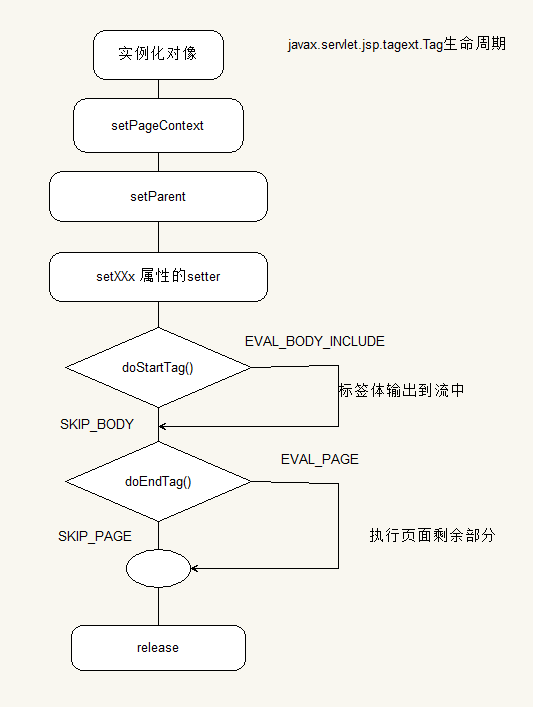 javax.servlet.jsp.tagext.Tag生命周期
实例化对像
setPageContext
setParent
setXXx 属性的setter
doStartTag()
EVAL_BODY_INCLUDE
标签体输出到流中
SKIP_BODY
doEndTag()
EVAL_PAGE
执行页面剩余部分
SKIP_PAGE
release